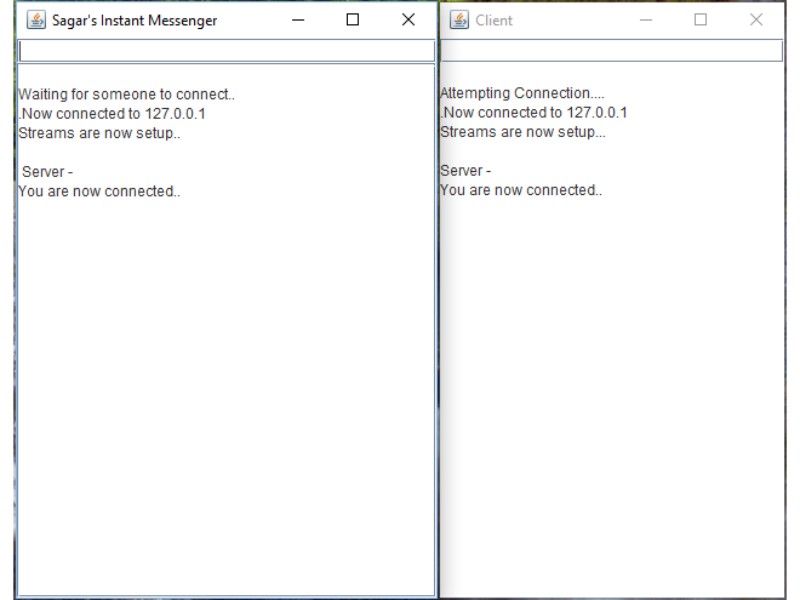 Sagar's Instant Messenger
Waiting for someone to connect..
.Now connected to 127.0.0.1
Streams are now setup..
Server -
You are now connected..
Client
Attempting Connection....
.Now connected to 127.0.0.1
Streams are now setup...
Server -
You are now connected..